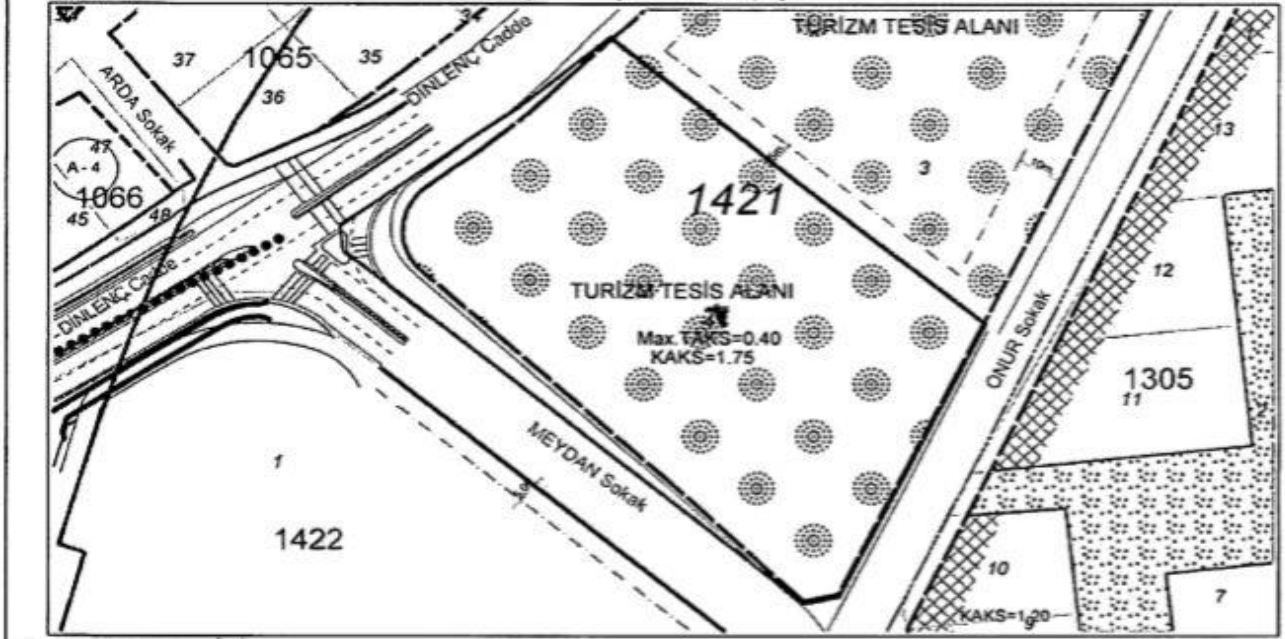 TURİZM TESİS ALANI
37
1065
35
34
36
DİNLENÇ Cadde
ARDA Sokak
47
A - 4
1066
45
48
DİNLENÇ Cadde
1421
3
10m
13
12
TURİZM TESİS ALANI
Max. TAKS=0.40
KAKS=1.75
ONUR Sokak
1305
11
MEYDAN Sokak
1
1422
10
7
KAKS=1.20
9